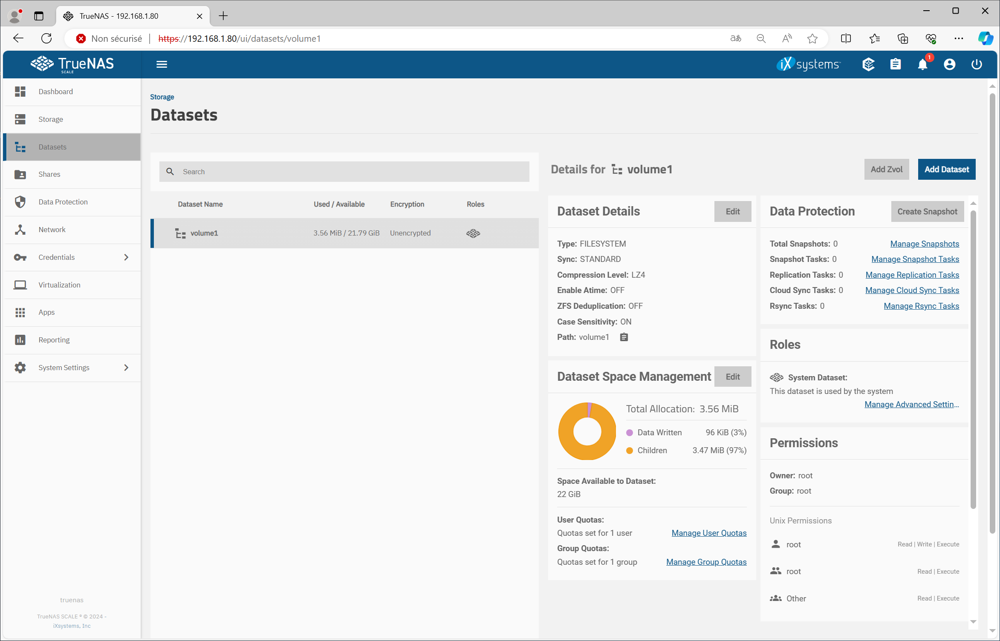 TrueNAS - 192.168.1.80
Non sécurisé
https://192.168.1.80/ui/datasets/volume1
aあ
A
TrueNAS
SCALE
iXsystems™
1
Dashboard
Storage
Datasets
Shares
Data Protection
Network
Credentials
Virtualization
Apps
Reporting
System Settings
truenas
TrueNAS SCALE ® © 2024 -
iXsystems, Inc
Storage
Datasets
Search
Dataset Name Used / Available Encryption Roles
volume1 3.56 MiB / 21.79 GiB Unencrypted
Details for volume1
Add Zvol
Add Dataset
Dataset Details
Edit
Type: FILESYSTEM
Sync: STANDARD
Compression Level: LZ4
Enable Atime: OFF
ZFS Deduplication: OFF
Case Sensitivity: ON
Path: volume1
Dataset Space Management
Edit
Total Allocation: 3.56 MiB
Data Written 96 KiB (3%)
Children 3.47 MiB (97%)
Space Available to Dataset:
22 GiB
User Quotas:
Quotas set for 1 user Manage User Quotas
Group Quotas:
Quotas set for 1 group Manage Group Quotas
Data Protection
Create Snapshot
Total Snapshots: 0 Manage Snapshots
Snapshot Tasks: 0 Manage Snapshot Tasks
Replication Tasks: 0 Manage Replication Tasks
Cloud Sync Tasks: 0 Manage Cloud Sync Tasks
Rsync Tasks: 0 Manage Rsync Tasks
Roles
System Dataset:
This dataset is used by the system
Manage Advanced Settin...
Permissions
Owner: root
Group: root
Unix Permissions
root Read | Write | Execute
root Read | Execute
Other Read | Execute